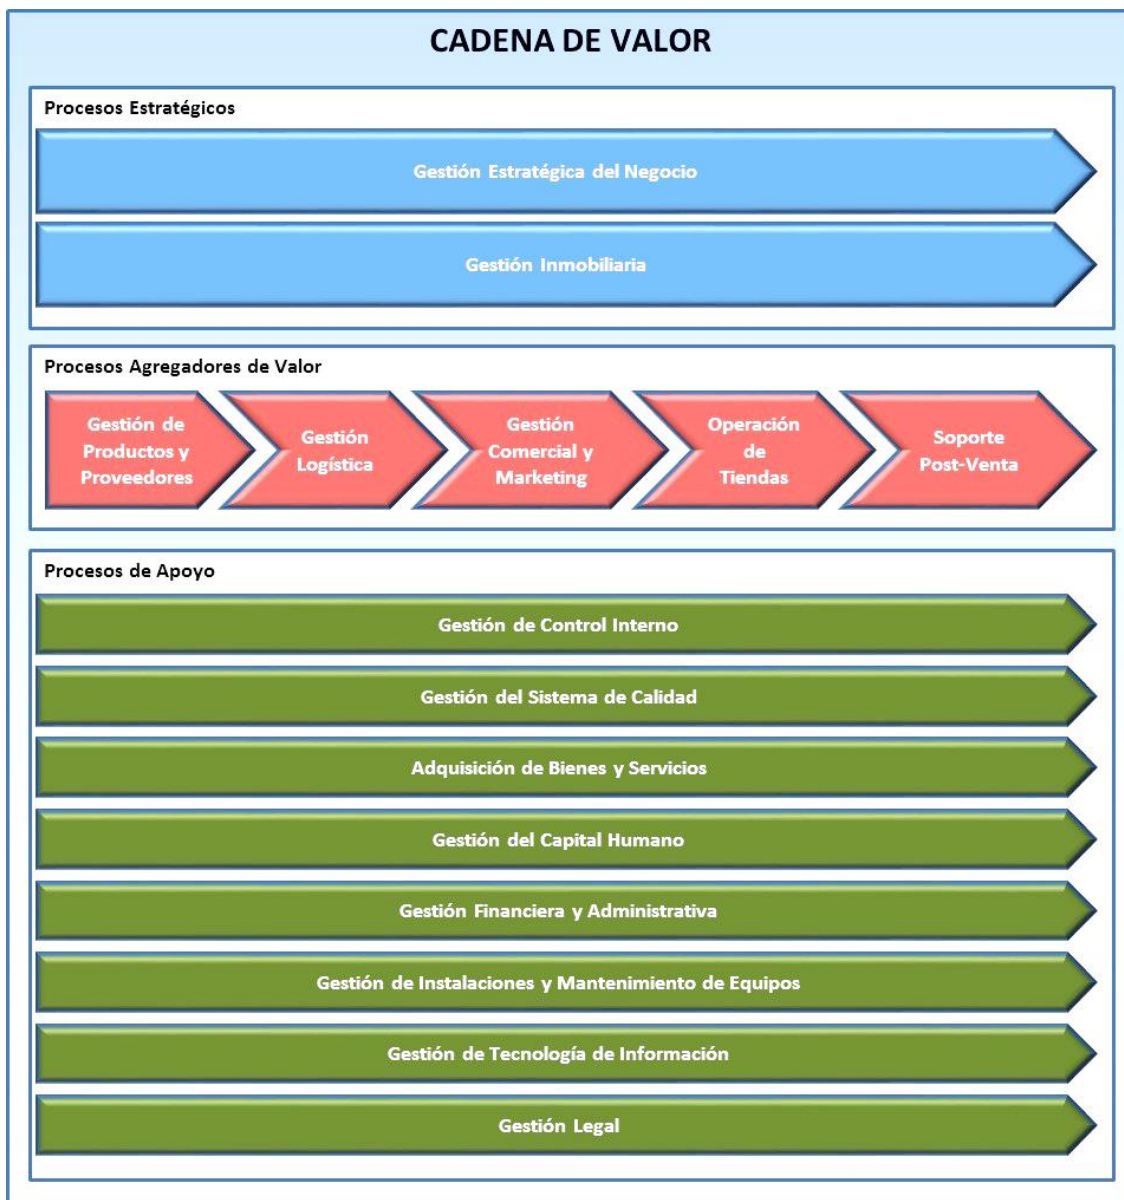 CADENA DE VALOR
Procesos Estratégicos
Gestión Estratégica del Negocio
Gestión Inmobiliaria
Procesos Agregadores de Valor
Gestión de
Productos y
Proveedores
Gestión
Logística
Gestión
Comercial y
Marketing
Operación
de
Tiendas
Soporte
Post-Venta
Procesos de Apoyo
Gestión de Control Interno
Gestión del Sistema de Calidad
Adquisición de Bienes y Servicios
Gestión del Capital Humano
Gestión Financiera y Administrativa
Gestión de Instalaciones y Mantenimiento de Equipos
Gestión de Tecnología de Información
Gestión Legal